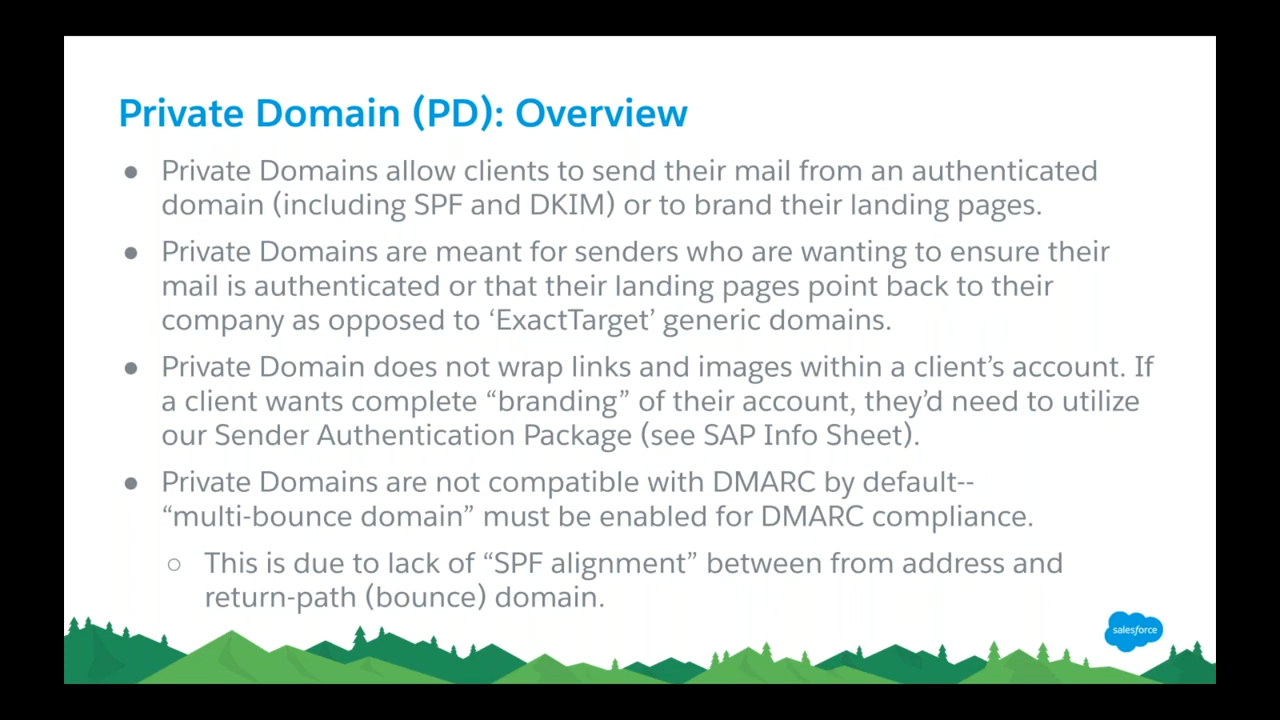 Private Domain (PD): Overview
● Private Domains allow clients to send their mail from an authenticated
domain (including SPF and DKIM) or to brand their landing pages.
● Private Domains are meant for senders who are wanting to ensure their
mail is authenticated or that their landing pages point back to their
company as opposed to ‘ExactTarget’ generic domains.
● Private Domain does not wrap links and images within a client’s account. If
a client wants complete “branding” of their account, they’d need to utilize
our Sender Authentication Package (see SAP Info Sheet).
● Private Domains are not compatible with DMARC by default--
“multi-bounce domain” must be enabled for DMARC compliance.
○ This is due to lack of “SPF alignment” between from address and
return-path (bounce) domain.
salesforce